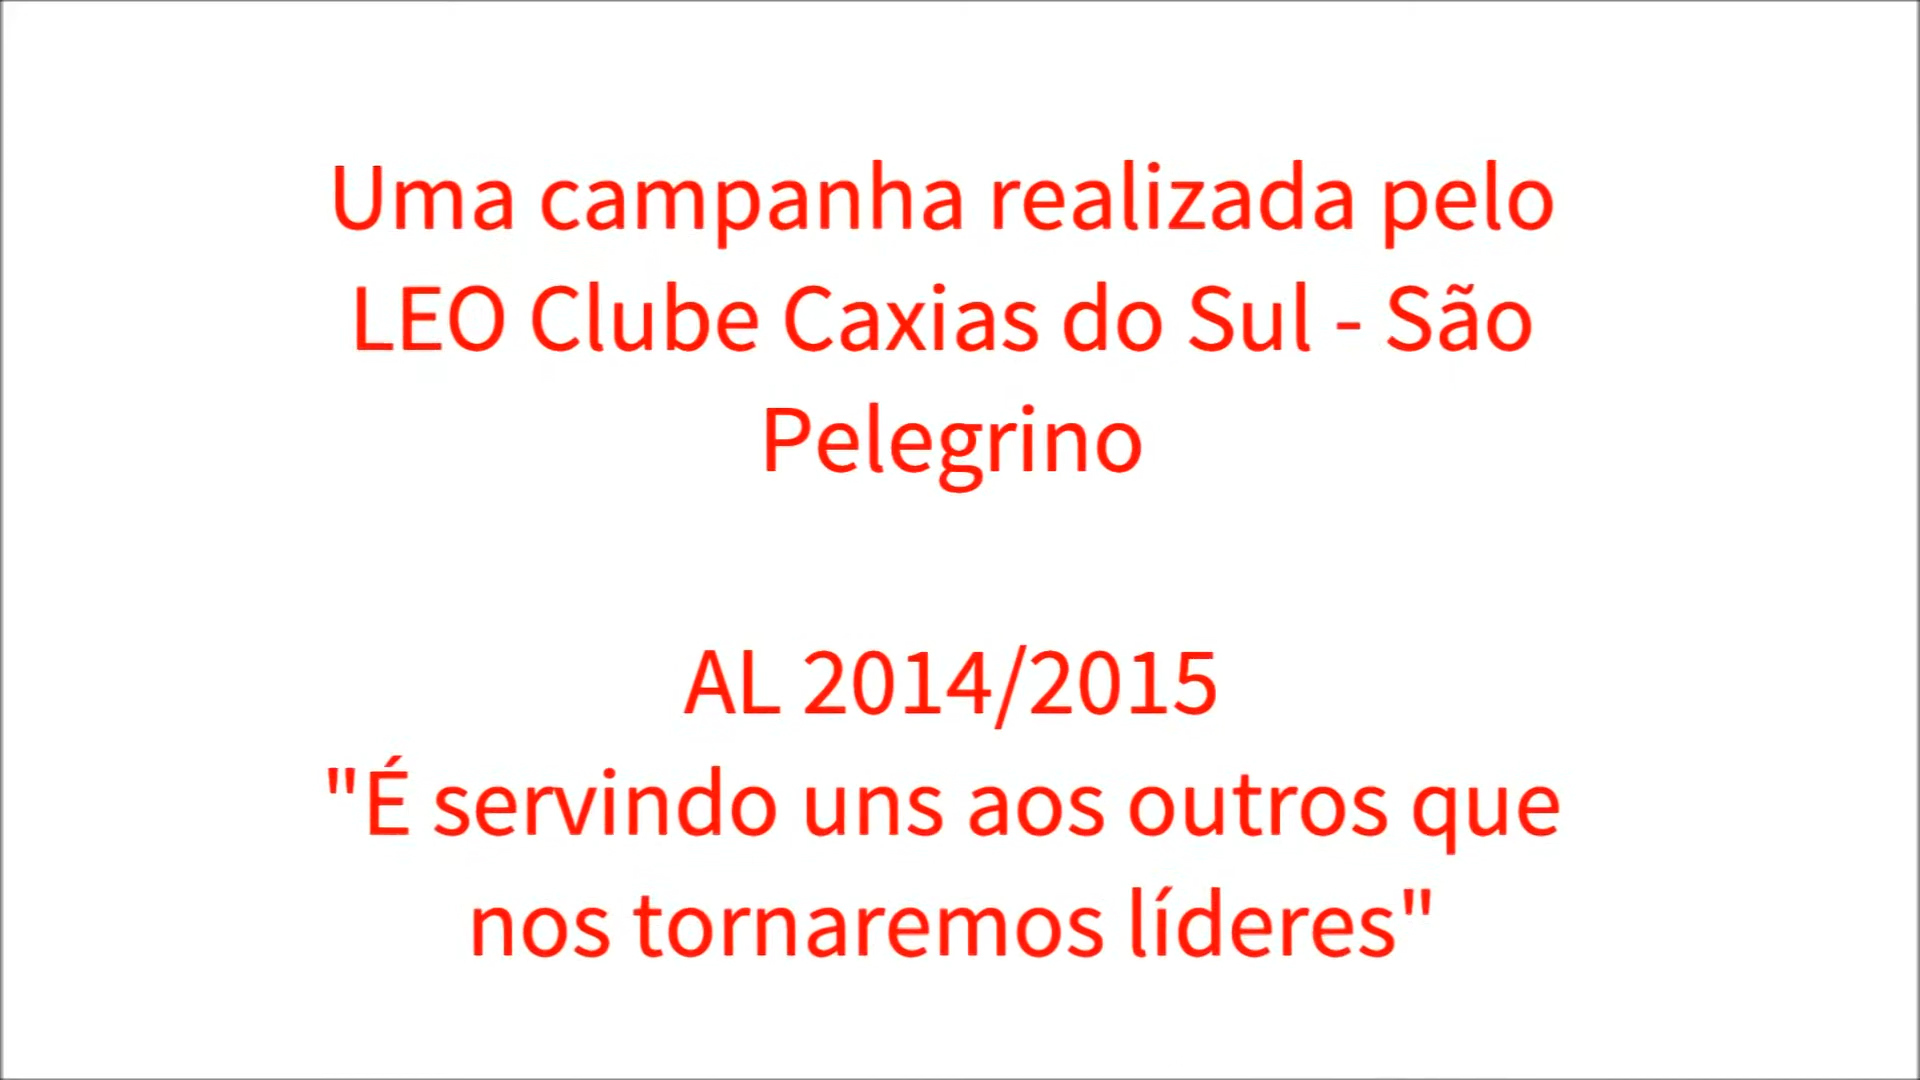 Uma campanha realizada pelo
LEO Clube Caxias do Sul - São
Pelegrino
AL 2014/2015
"É servindo uns aos outros que
nos tornaremos líderes"